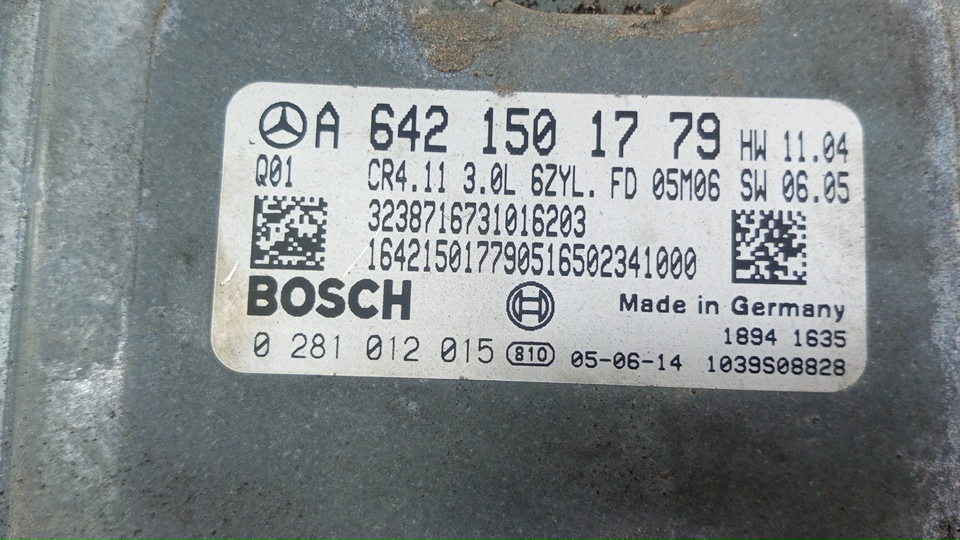 A 642 150 17 79 HW 11.04
Q01 CR4.11 3.0L 6ZYL. FD 05M06 SW 06.05
3238716731016203
164215017790516502341000
BOSCH Made in Germany
1894 1635
0 281 012 015 810 05-06-14 1039S08828